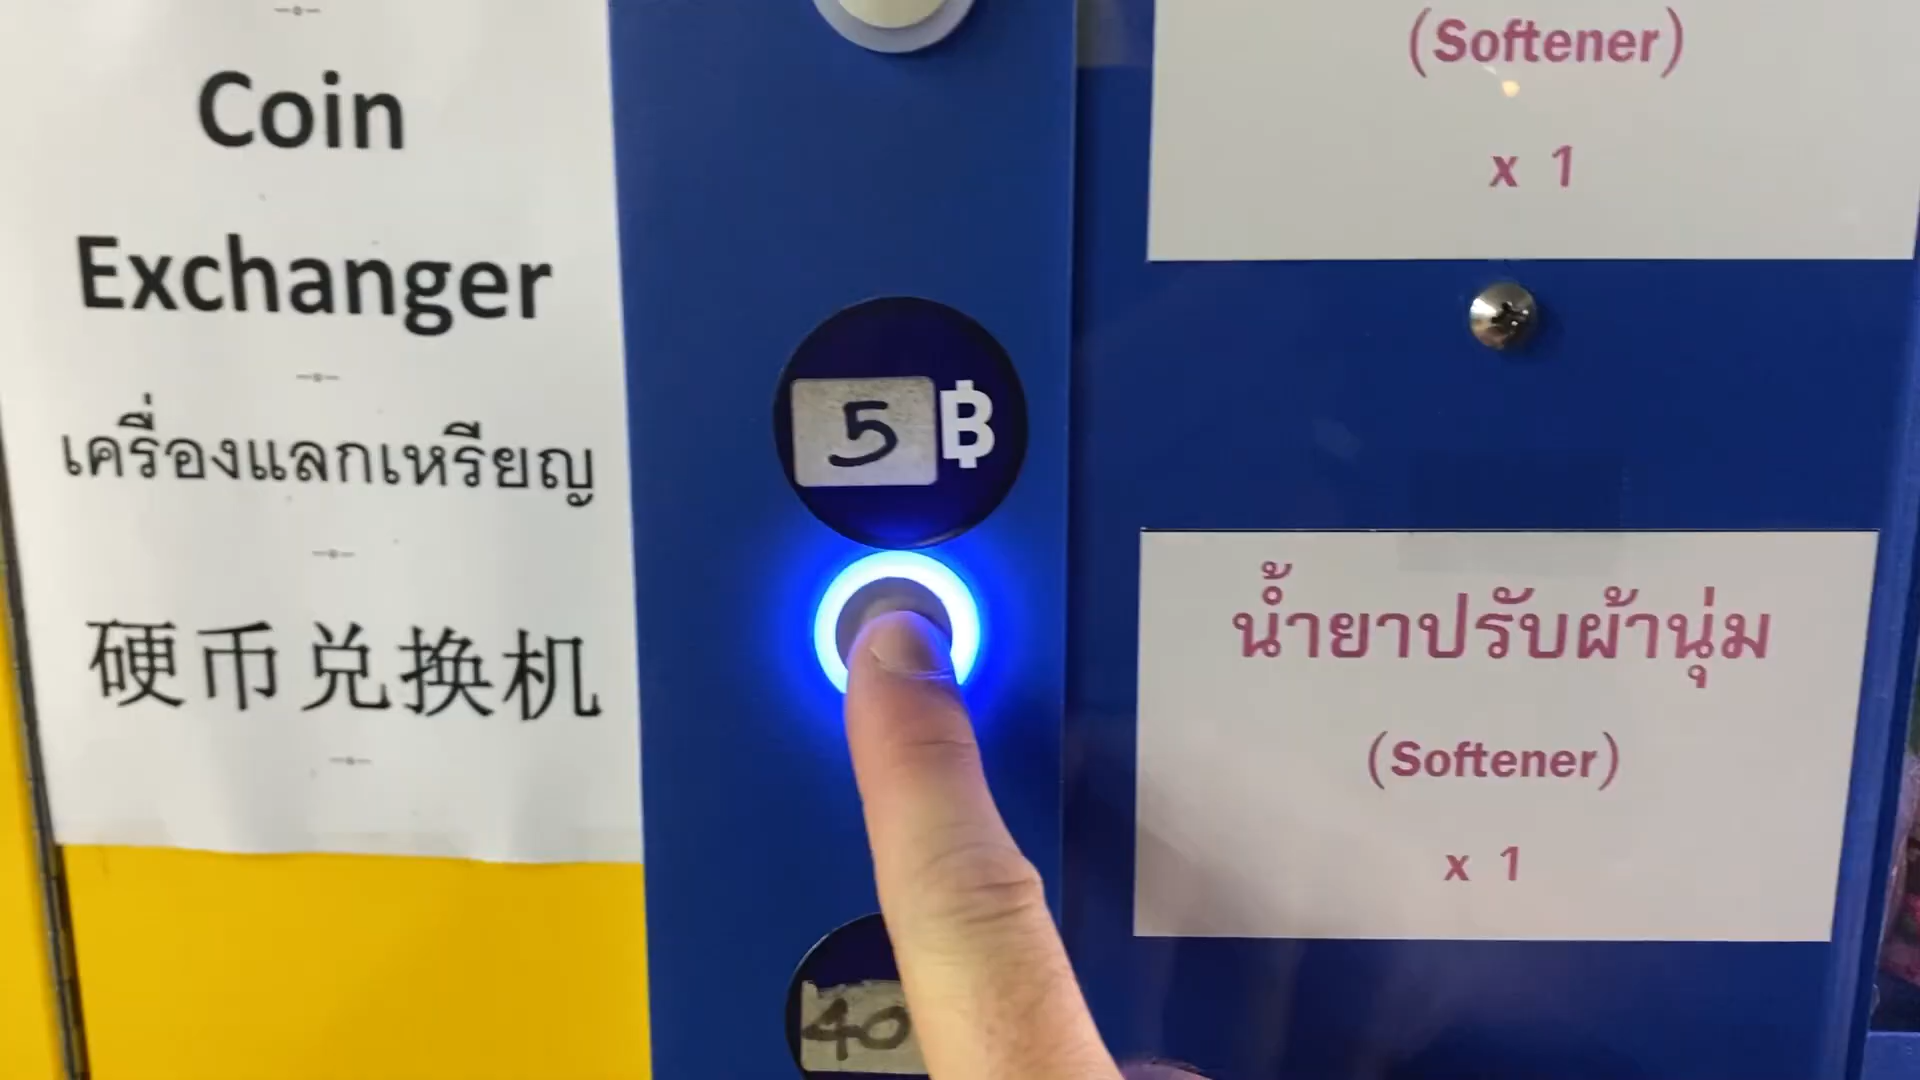 Coin
Exchanger
เครื่องแลกเหรียญ
硬币兑换机
5฿
40
(Softener)
x 1
น้ำยาปรับผ้านุ่ม
(Softener)
x 1